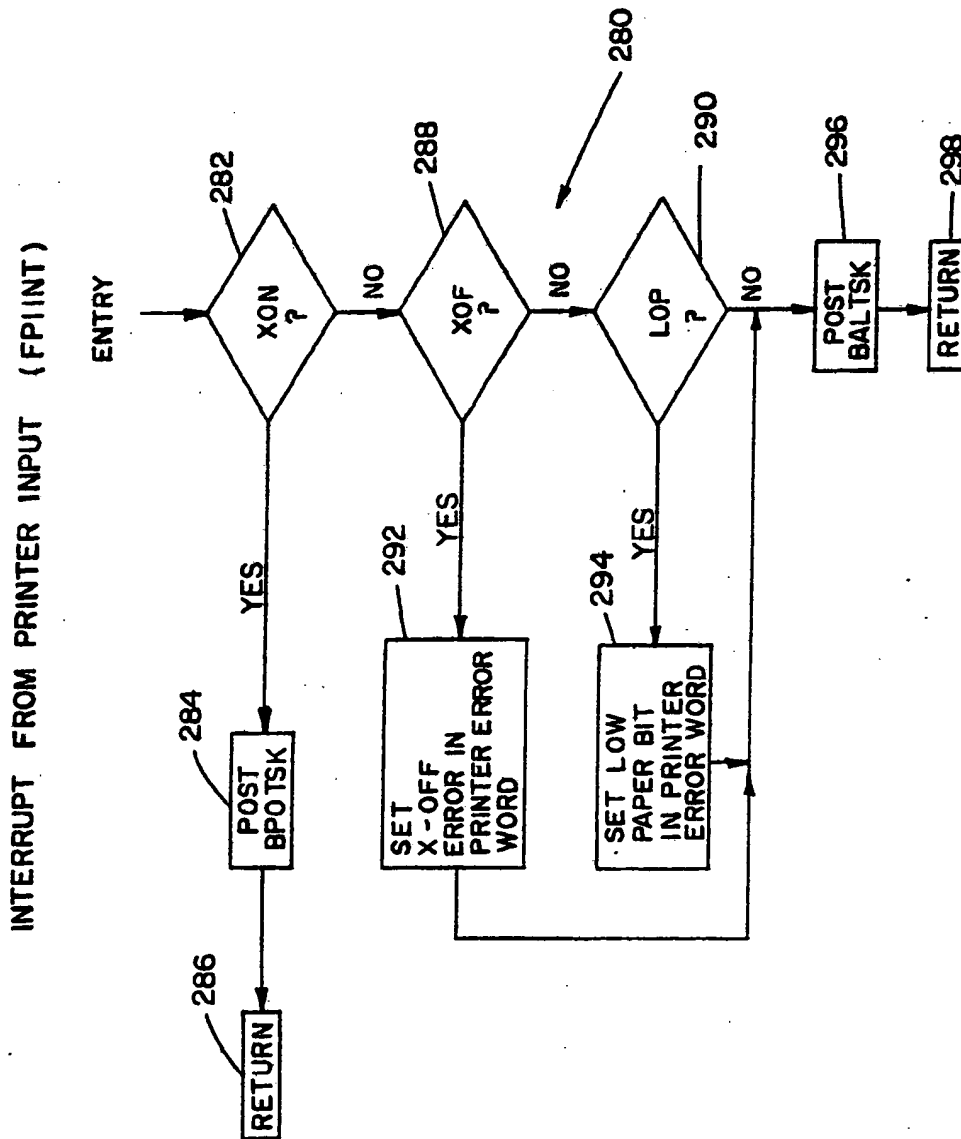 INTERRUPT FROM PRINTER INPUT (FPIINT)
ENTRY
282
XON
?
YES
284
POST
BPOTSK
286
RETURN
NO
288
XOF
?
YES
292
SET
X-OFF
ERROR IN
PRINTER ERROR
WORD
NO
280
290
LOP
?
YES
294
SET LOW
PAPER BIT
IN PRINTER
ERROR WORD
NO
296
POST
BALTSK
298
RETURN